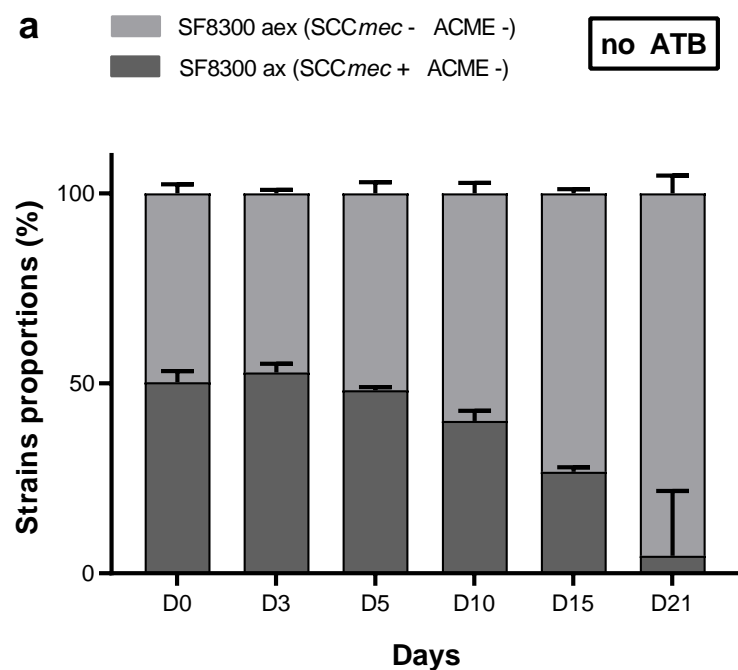 a
SF8300 aex (SCCmec - ACME -)
SF8300 ax (SCCmec + ACME -)
no ATB
Strains proportions (%)
100
50
0
D0 D3 D5 D10 D15 D21
Days